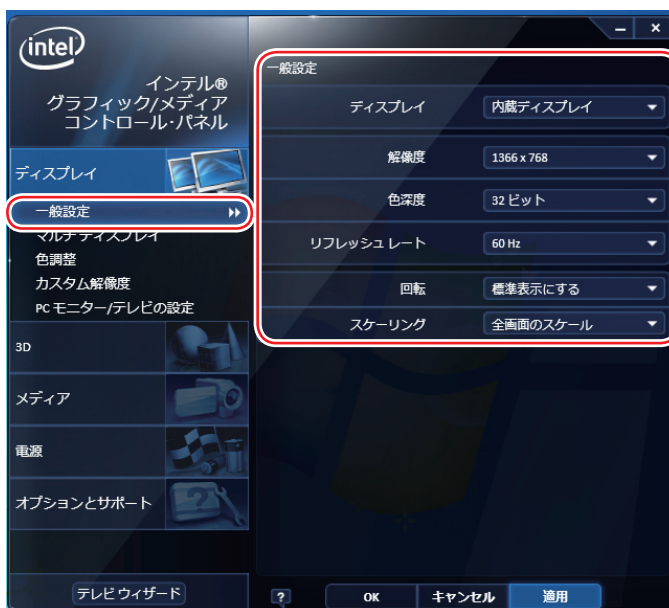 intel
インテル®
グラフィック/メディア
コントロール・パネル
ディスプレイ
一般設定
マルチ ディスプレイ
色調整
カスタム解像度
PC モニター/テレビの設定
3D
メディア
電源
オプションとサポート
テレビ ウィザード
一般設定
ディスプレイ 内蔵ディスプレイ
解像度 1366 x 768
色深度 32 ビット
リフレッシュ レート 60 Hz
回転 標準表示にする
スケーリング 全画面のスケール
? OK キャンセル 適用